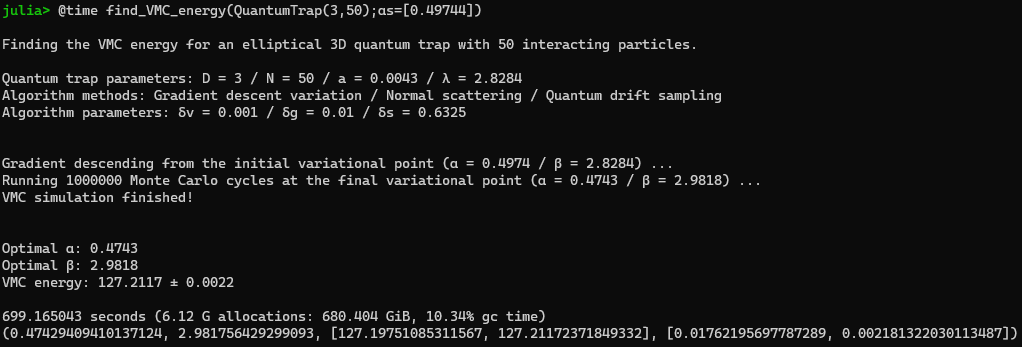 julia> @time find_VMC_energy(QuantumTrap(3,50);αs=[0.49744])
Finding the VMC energy for an elliptical 3D quantum trap with 50 interacting particles.
Quantum trap parameters: D = 3 / N = 50 / a = 0.0043 / λ = 2.8284
Algorithm methods: Gradient descent variation / Normal scattering / Quantum drift sampling
Algorithm parameters: δv = 0.001 / δg = 0.01 / δs = 0.6325
Gradient descending from the initial variational point (α = 0.4974 / β = 2.8284) ...
Running 1000000 Monte Carlo cycles at the final variational point (α = 0.4743 / β = 2.9818) ...
VMC simulation finished!
Optimal α: 0.4743
Optimal β: 2.9818
VMC energy: 127.2117 ± 0.0022
699.165043 seconds (6.12 G allocations: 680.404 GiB, 10.34% gc time)
(0.47429409410137124, 2.981756429299093, [127.19751085311567, 127.21172371849332], [0.01762195697787289, 0.002181322030113487])